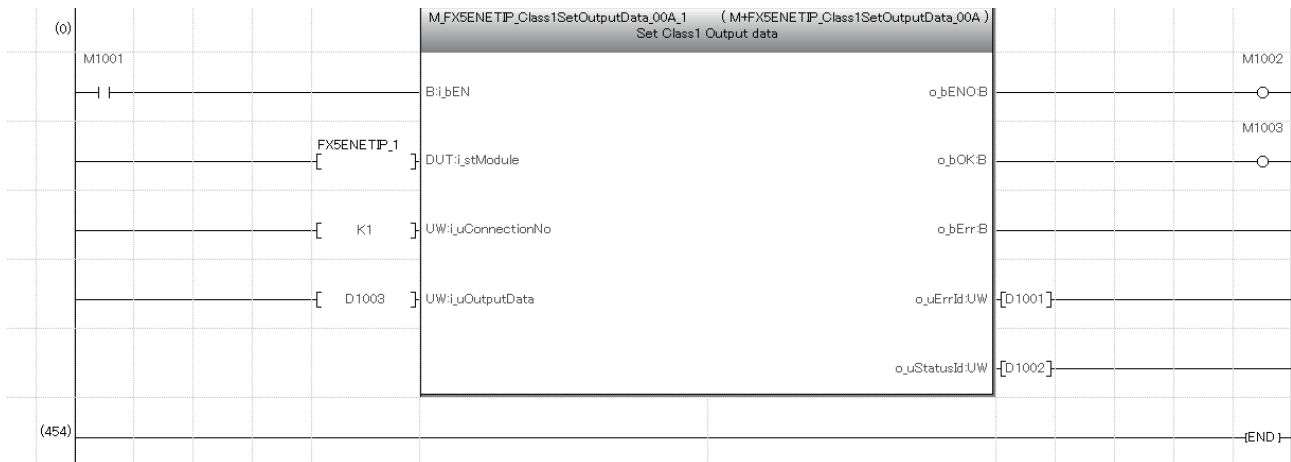 (0)
M_FX5ENETIP_Class1SetOutputData_00A_1 (M+FX5ENETIP_Class1SetOutputData_00A)
Set Class1 Output data
M1001
M1002
B:i_bEN
o_bENO:B
M1003
FX5ENETIP_1
DUT:i_stModule
o_bOK:B
K1
UW:i_uConnectionNo
o_bErr:B
D1003
UW:i_uOutputData
o_uErrId:UW
D1001
o_uStatusId:UW
D1002
(454)
END